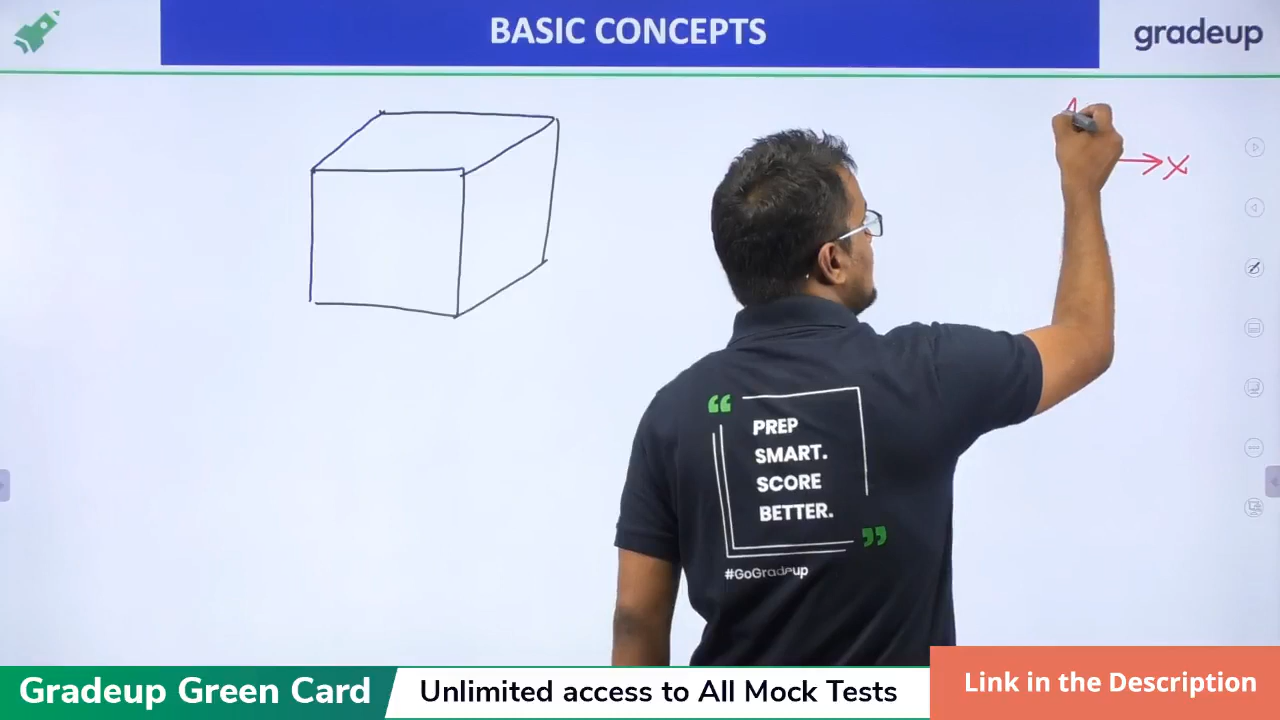 BASIC CONCEPTS
gradeup
X
“
PREP
SMART.
SCORE
BETTER.
”
#GoGradeup
Gradeup Green Card
Unlimited access to All Mock Tests
Link in the Description